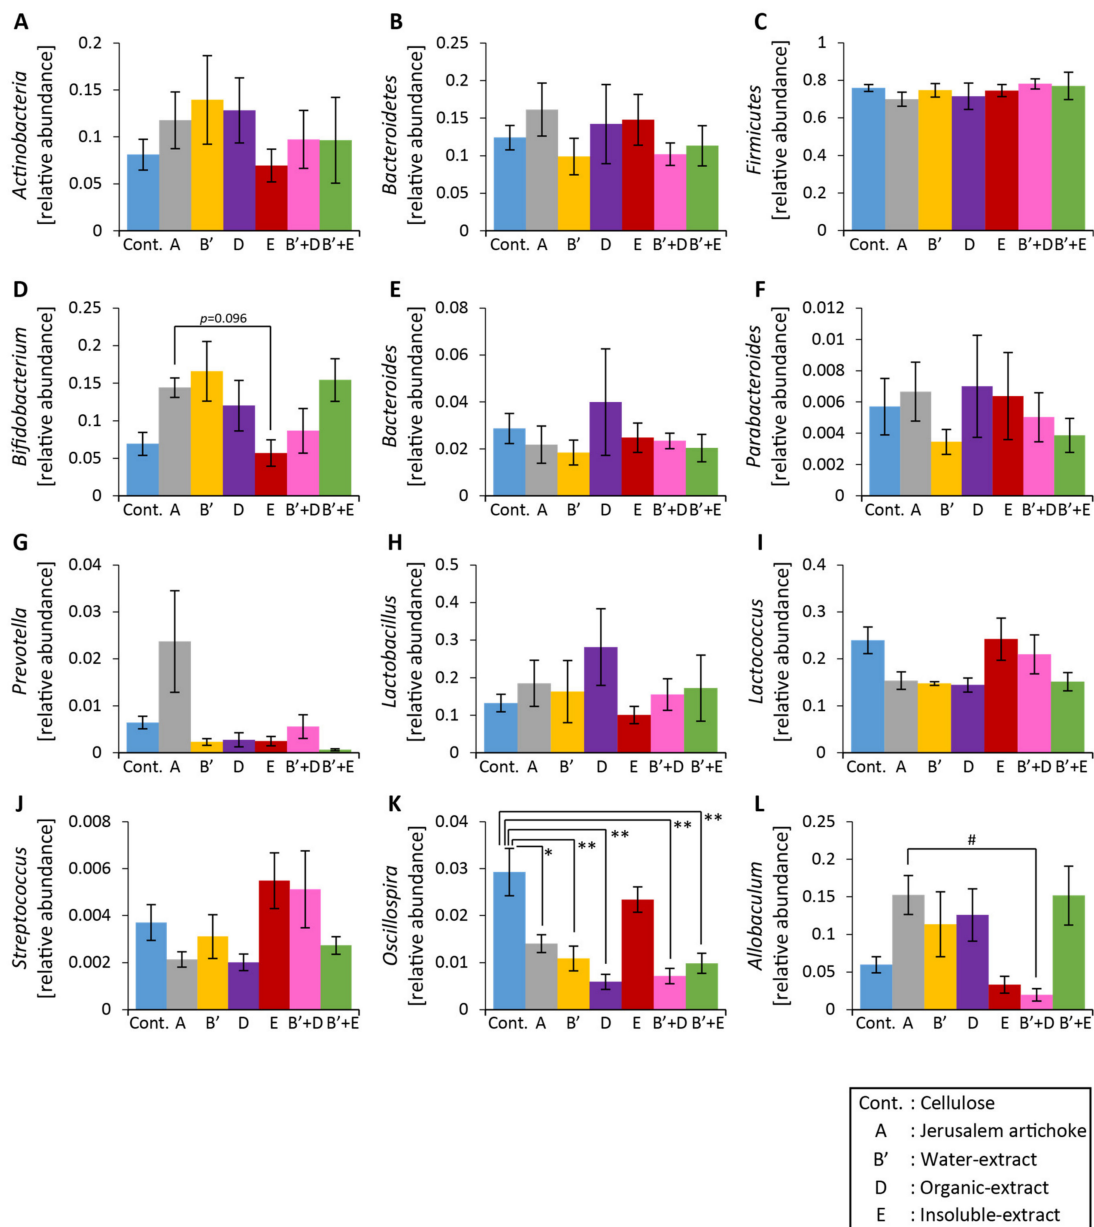 A
Actinobacteria
[relative abundance]
0.2
0.15
0.1
0.05
0
Cont. A B′ D E B′+D B′+E
B
Bacteroidetes
[relative abundance]
0.25
0.2
0.15
0.1
0.05
0
Cont. A B′ D E B′+D B′+E
C
Firmicutes
[relative abundance]
1
0.8
0.6
0.4
0.2
0
Cont. A B′ D E B′+D B′+E
D
Bifidobacterium
[relative abundance]
0.25
0.2
0.15
0.1
0.05
0
p=0.096
Cont. A B′ D E B′+D B′+E
E
Bacteroides
[relative abundance]
0.08
0.06
0.04
0.02
0
Cont. A B′ D E B′+D B′+E
F
Parabacteroides
[relative abundance]
0.012
0.01
0.008
0.006
0.004
0.002
0
Cont. A B′ D E B′+D B′+E
G
Prevotella
[relative abundance]
0.04
0.03
0.02
0.01
0
Cont. A B′ D E B′+D B′+E
H
Lactobacillus
[relative abundance]
0.5
0.4
0.3
0.2
0.1
0
Cont. A B′ D E B′+D B′+E
I
Lactococcus
[relative abundance]
0.4
0.3
0.2
0.1
0
Cont. A B′ D E B′+D B′+E
J
Streptococcus
[relative abundance]
0.008
0.006
0.004
0.002
0
Cont. A B′ D E B′+D B′+E
K
Oscillospira
[relative abundance]
0.04
0.03
0.02
0.01
0
* ** ** ** **
Cont. A B′ D E B′+D B′+E
L
Allobaculum
[relative abundance]
0.25
0.2
0.15
0.1
0.05
0
#
Cont. A B′ D E B′+D B′+E
Cont. : Cellulose
A : Jerusalem artichoke
B′ : Water-extract
D : Organic-extract
E : Insoluble-extract